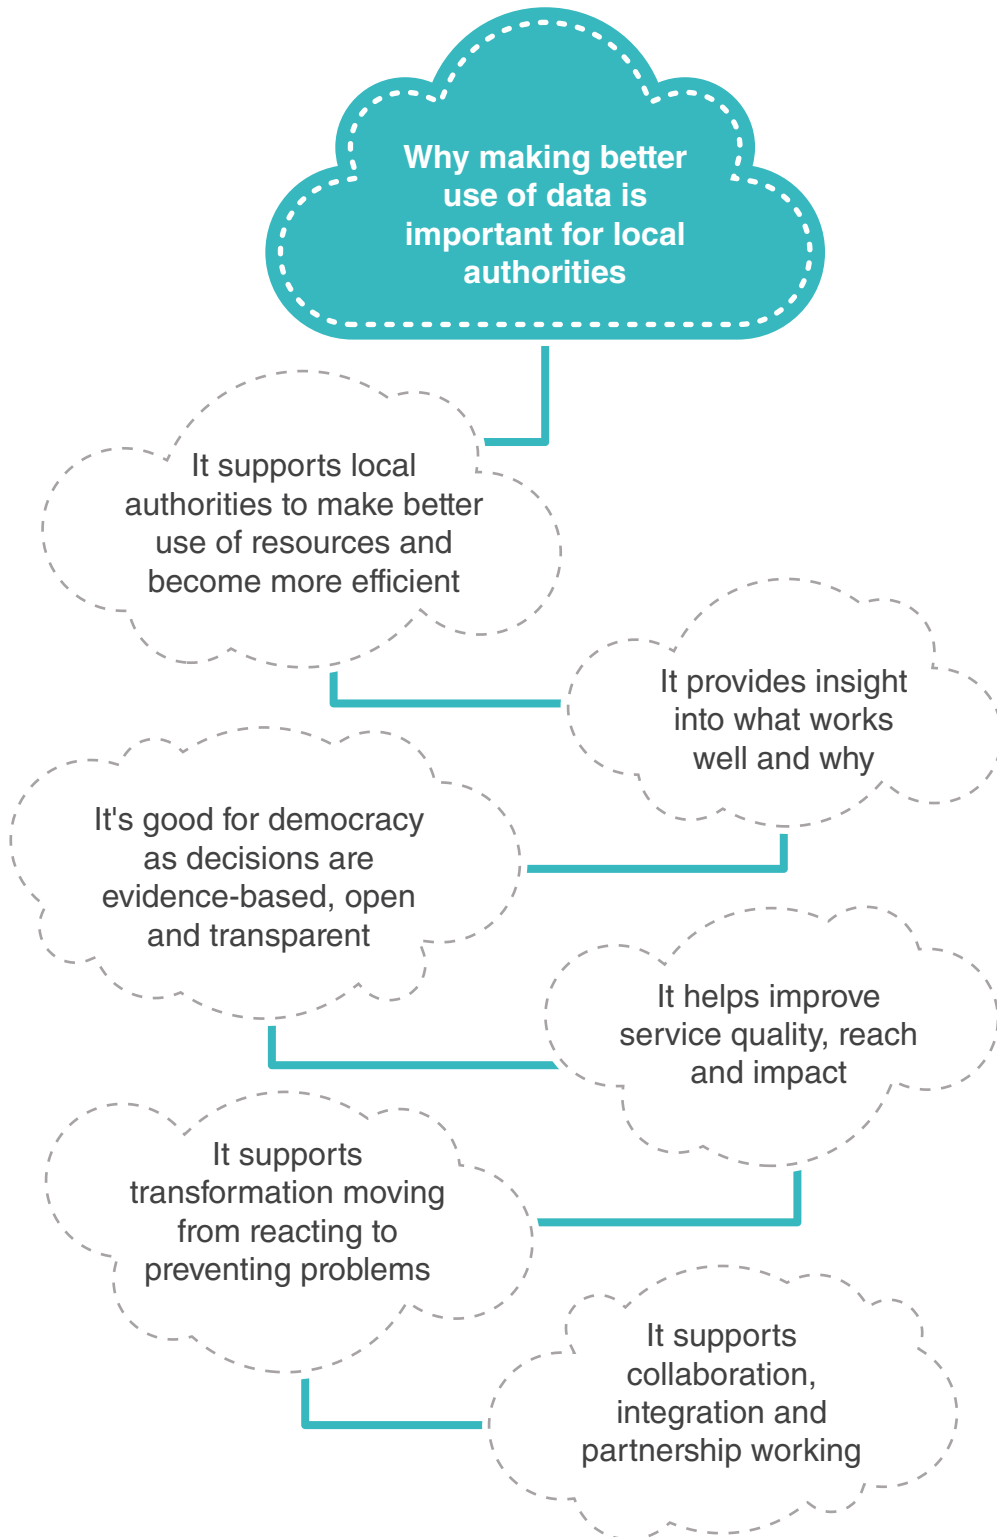 Why making better
use of data is
important for local
authorities
It supports local
authorities to make better
use of resources and
become more efficient
It provides insight
into what works
well and why
It's good for democracy
as decisions are
evidence-based, open
and transparent
It helps improve
service quality, reach
and impact
It supports
transformation moving
from reacting to
preventing problems
It supports
collaboration,
integration and
partnership working